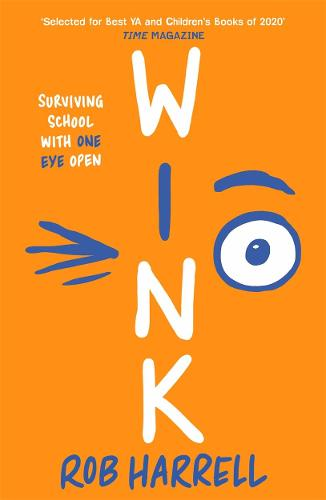 'Selected for Best YA and Children's Books of 2020'
TIME MAGAZINE
SURVIVING
SCHOOL
WITH ONE
EYE OPEN
W
I
N
K
ROB HARRELL